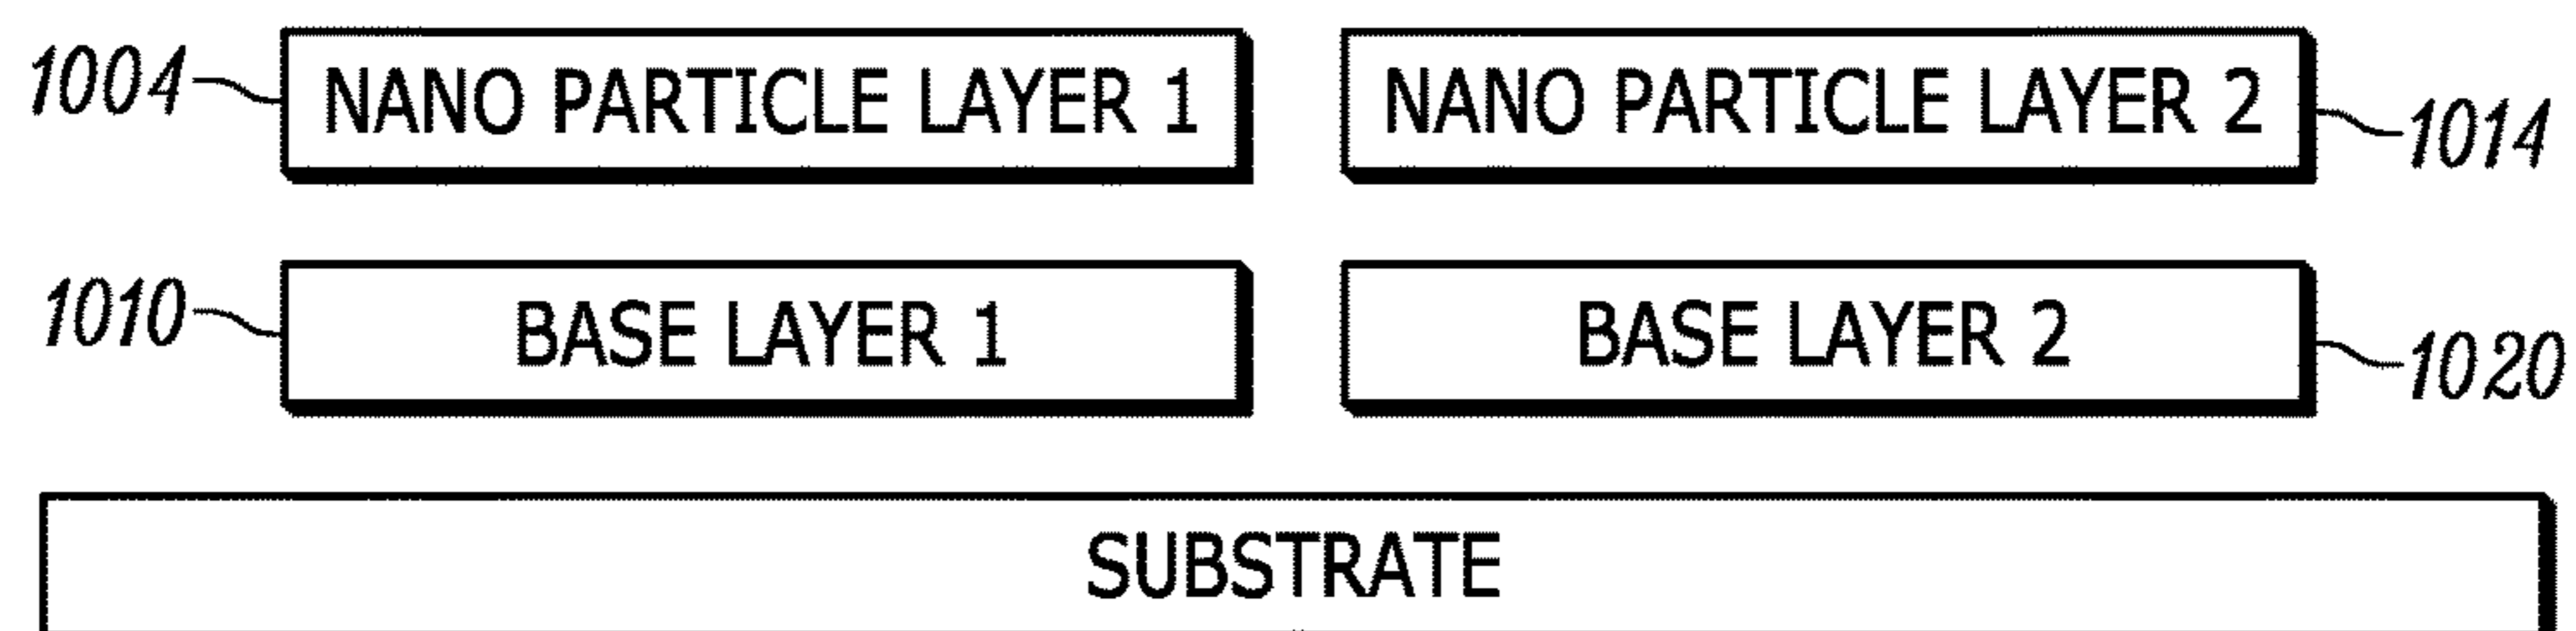 1004 NANO PARTICLE LAYER 1 NANO PARTICLE LAYER 2 1014
1010 BASE LAYER 1 BASE LAYER 2 1020
SUBSTRATE